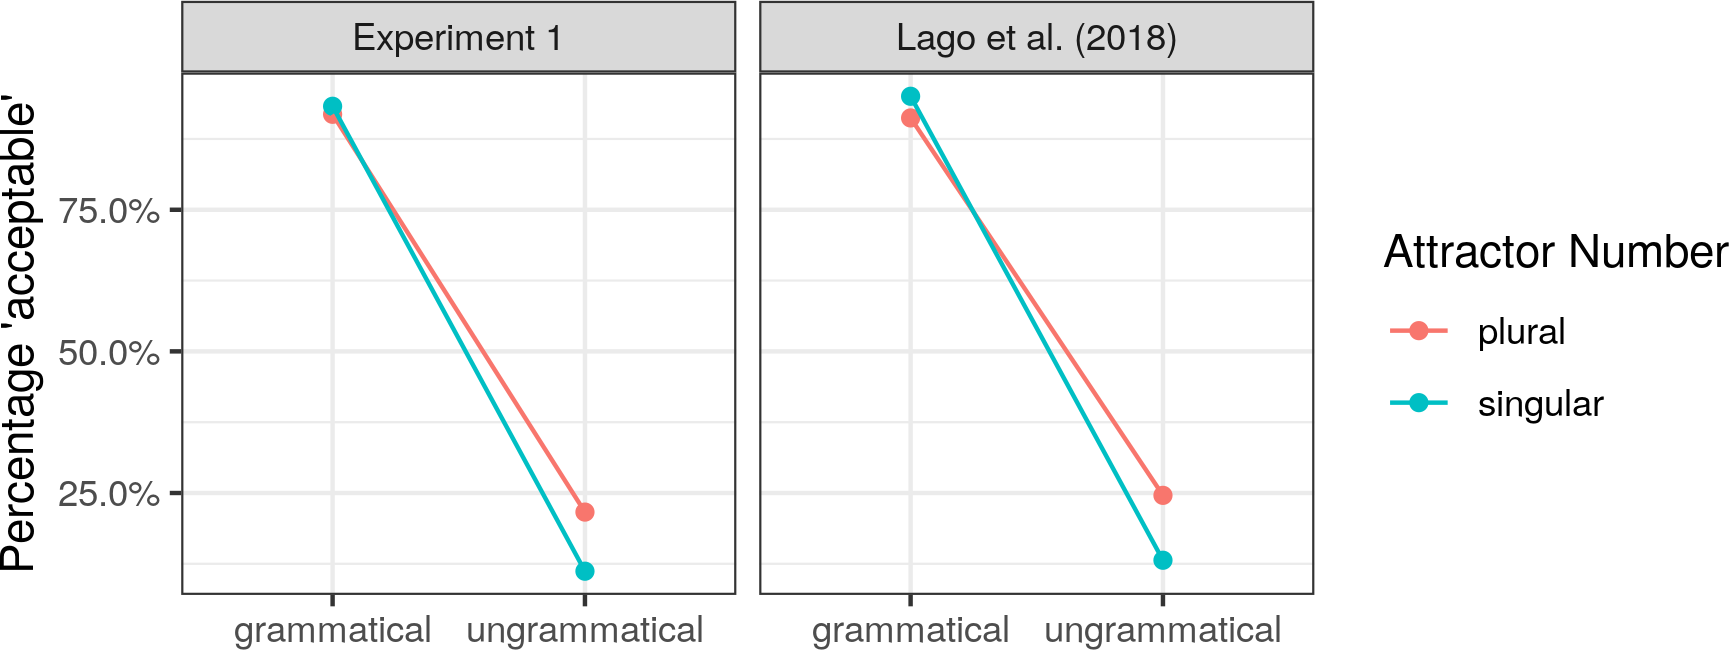 Experiment 1
Lago et al. (2018)
Percentage 'acceptable'
75.0%
50.0%
25.0%
grammatical
ungrammatical
grammatical
ungrammatical
Attractor Number
plural
singular